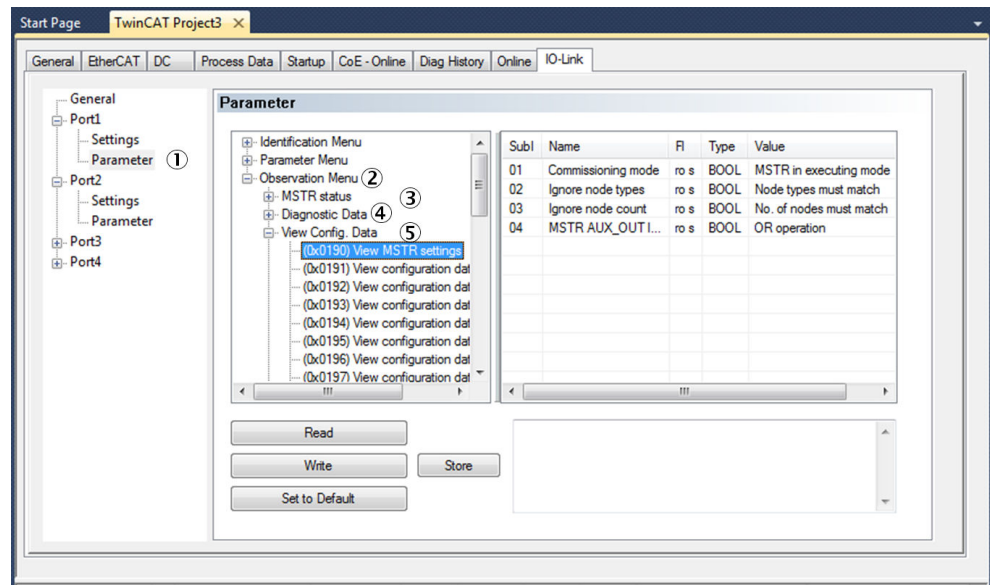 Start Page TwinCAT Project3
General EtherCAT DC Process Data Startup CoE - Online Diag History Online IO-Link
General
Port1
Settings
Parameter ①
Port2
Settings
Parameter
Port3
Port4
Parameter
Identification Menu
Parameter Menu
Observation Menu ②
MSTR status ③
Diagnostic Data ④
View Config. Data ⑤
(0x0190) View MSTR settings
(0x0191) View configuration dat
(0x0192) View configuration dat
(0x0193) View configuration dat
(0x0194) View configuration dat
(0x0195) View configuration dat
(0x0196) View configuration dat
(0x0197) View configuration dat
SubI Name Fl Type Value
01 Commissioning mode ro s BOOL MSTR in executing mode
02 Ignore node types ro s BOOL Node types must match
03 Ignore node count ro s BOOL No. of nodes must match
04 MSTR AUX_OUT I... ro s BOOL OR operation
Read
Write Store
Set to Default